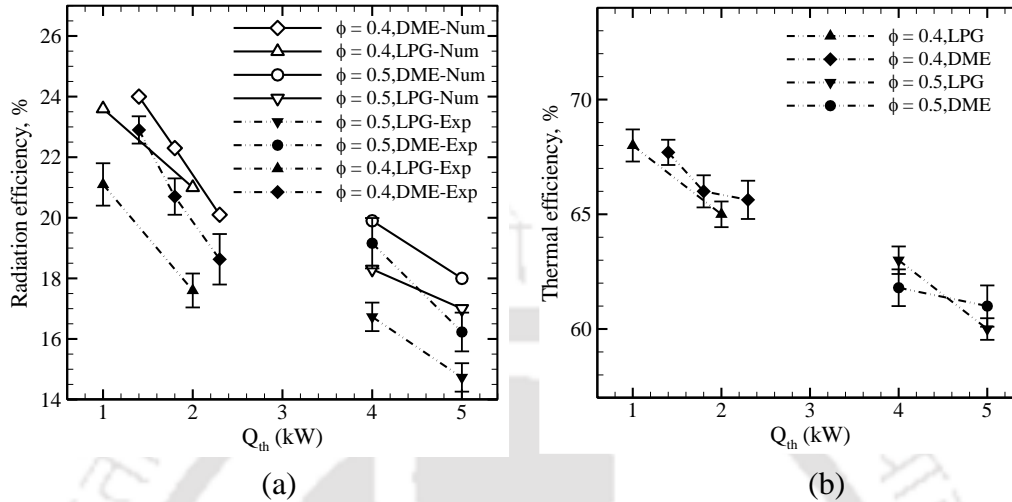 26
24
22
20
18
16
14
1
2
3
4
5
Radiation efficiency, %
Q_th (kW)
ϕ = 0.4,DME-Num
ϕ = 0.4,LPG-Num
ϕ = 0.5,DME-Num
ϕ = 0.5,LPG-Num
ϕ = 0.5,LPG-Exp
ϕ = 0.5,DME-Exp
ϕ = 0.4,LPG-Exp
ϕ = 0.4,DME-Exp
(a)
70
65
60
1
2
3
4
5
Thermal efficiency, %
Q_th (kW)
ϕ = 0.4,LPG
ϕ = 0.4,DME
ϕ = 0.5,LPG
ϕ = 0.5,DME
(b)